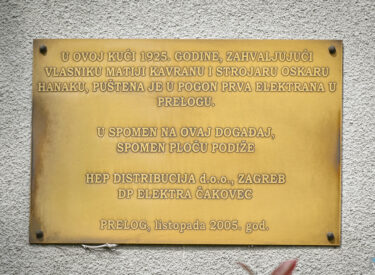 U OVOJ KUĆI 1925. GODINE, ZAHVALJUJUĆI
VLASNIKU MATIJI KAVRANU I STROJARU OSKARU
HANAKU, PUŠTENA JE U POGON PRVA ELEKTRANA U
PRELOGU.
U SPOMEN NA OVAJ DOGAĐAJ,
SPOMEN PLOČU PODIŽE
HEP DISTRIBUCIJA d.o.o., ZAGREB
DP ELEKTRA ČAKOVEC
PRELOG, listopada 2005. god.